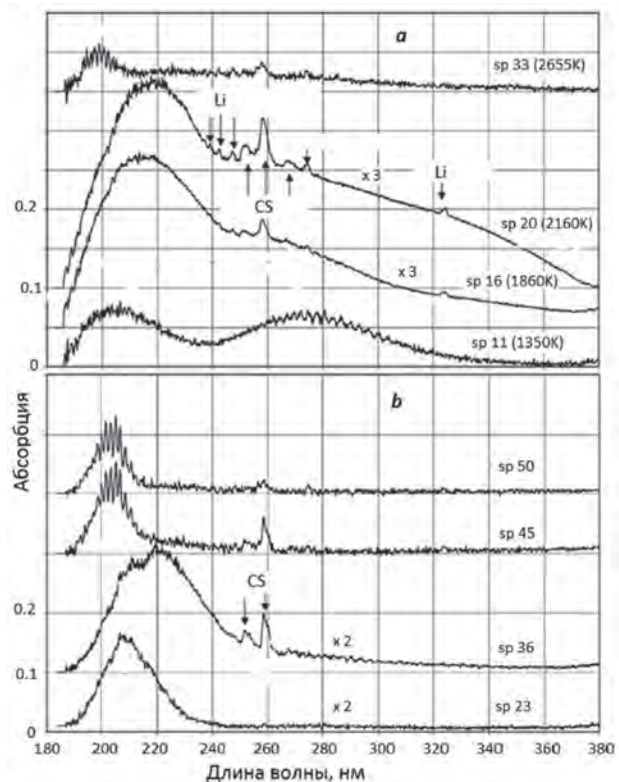 a
sp 33 (2655K)
Li
x 3
Li
0.2
CS
sp 20 (2160K)
x 3
sp 16 (1860K)
0.1
sp 11 (1350K)
0
b
Абсорбция
sp 50
sp 45
CS
0.2
x 2
sp 36
0.1
x 2
sp 23
0
180 200 220 240 260 280 300 320 340 360 380
Длина волны, нм